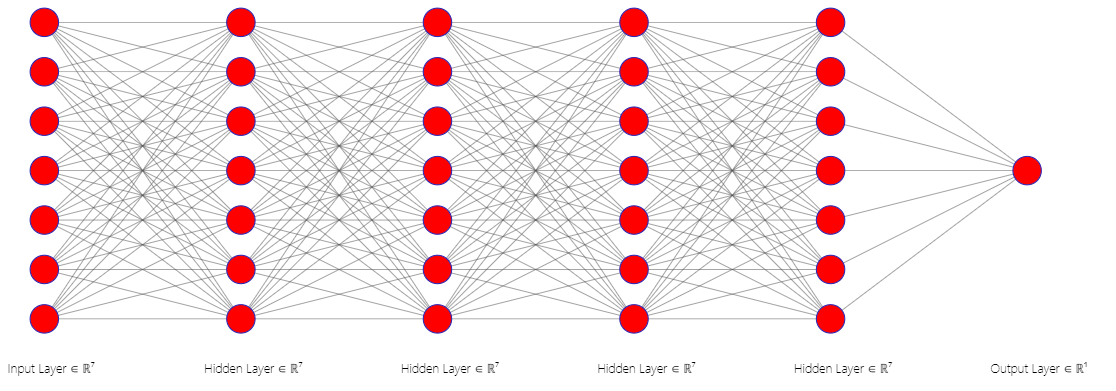 Input Layer ∈ ℝ⁷
Hidden Layer ∈ ℝ⁷
Hidden Layer ∈ ℝ⁷
Hidden Layer ∈ ℝ⁷
Hidden Layer ∈ ℝ⁷
Output Layer ∈ ℝ¹